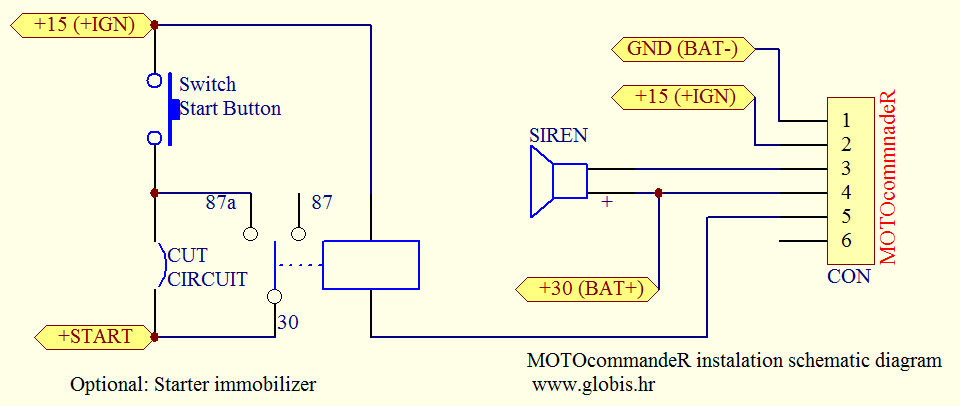 +15 (+IGN)
Switch
Start Button
87a
87
CUT
CIRCUIT
30
+START
Optional: Starter immobilizer
GND (BAT-)
+15 (+IGN)
SIREN
+
+30 (BAT+)
1
2
3
4
5
6
MOTOcommnadeR
CON
MOTOcommandeR instalation schematic diagram
www.globis.hr